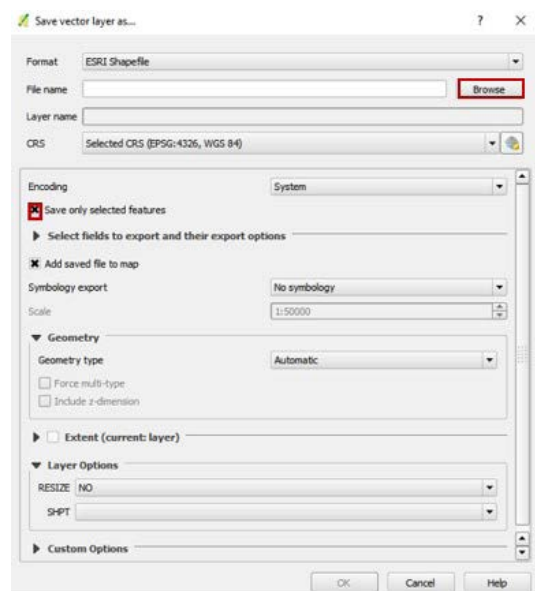 Save vector layer as...
Format ESRI Shapefile
File name Browse
Layer name
CRS Selected CRS (EPSG:4326, WGS 84)
Encoding System
Save only selected features
Select fields to export and their export options
Add saved file to map
Symbology export No symbology
Scale 1:50000
Geometry
Geometry type Automatic
Force multi-type
Include z-dimension
Extent (current: layer)
Layer Options
RESIZE NO
SHPT
Custom Options
OK Cancel Help